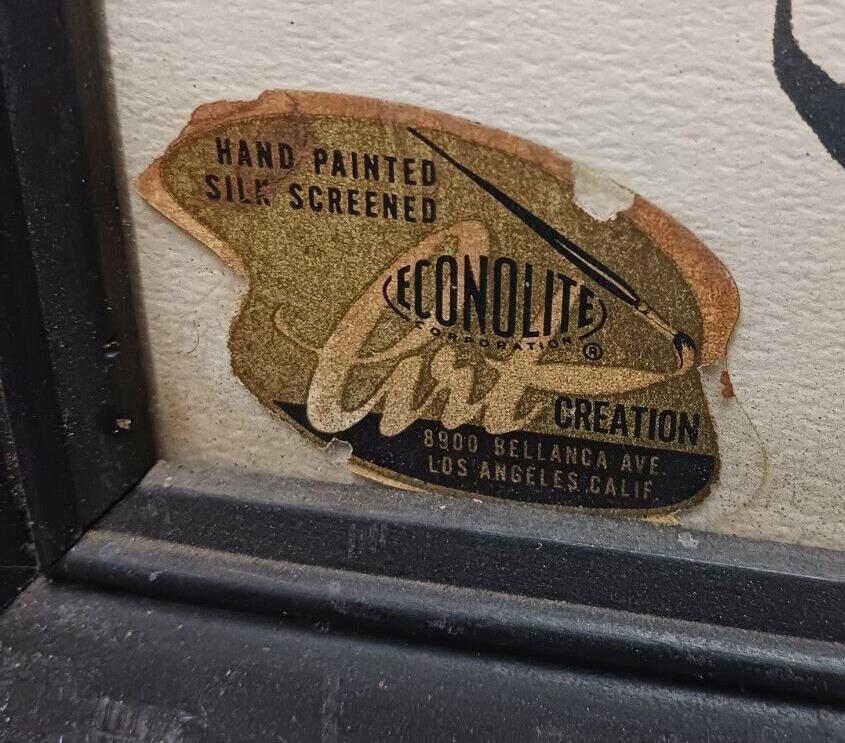 HAND PAINTED
SILK SCREENED
ECONOLITE
CORPORATION ®
Art
CREATION
8900 BELLANCA AVE.
LOS ANGELES, CALIF.